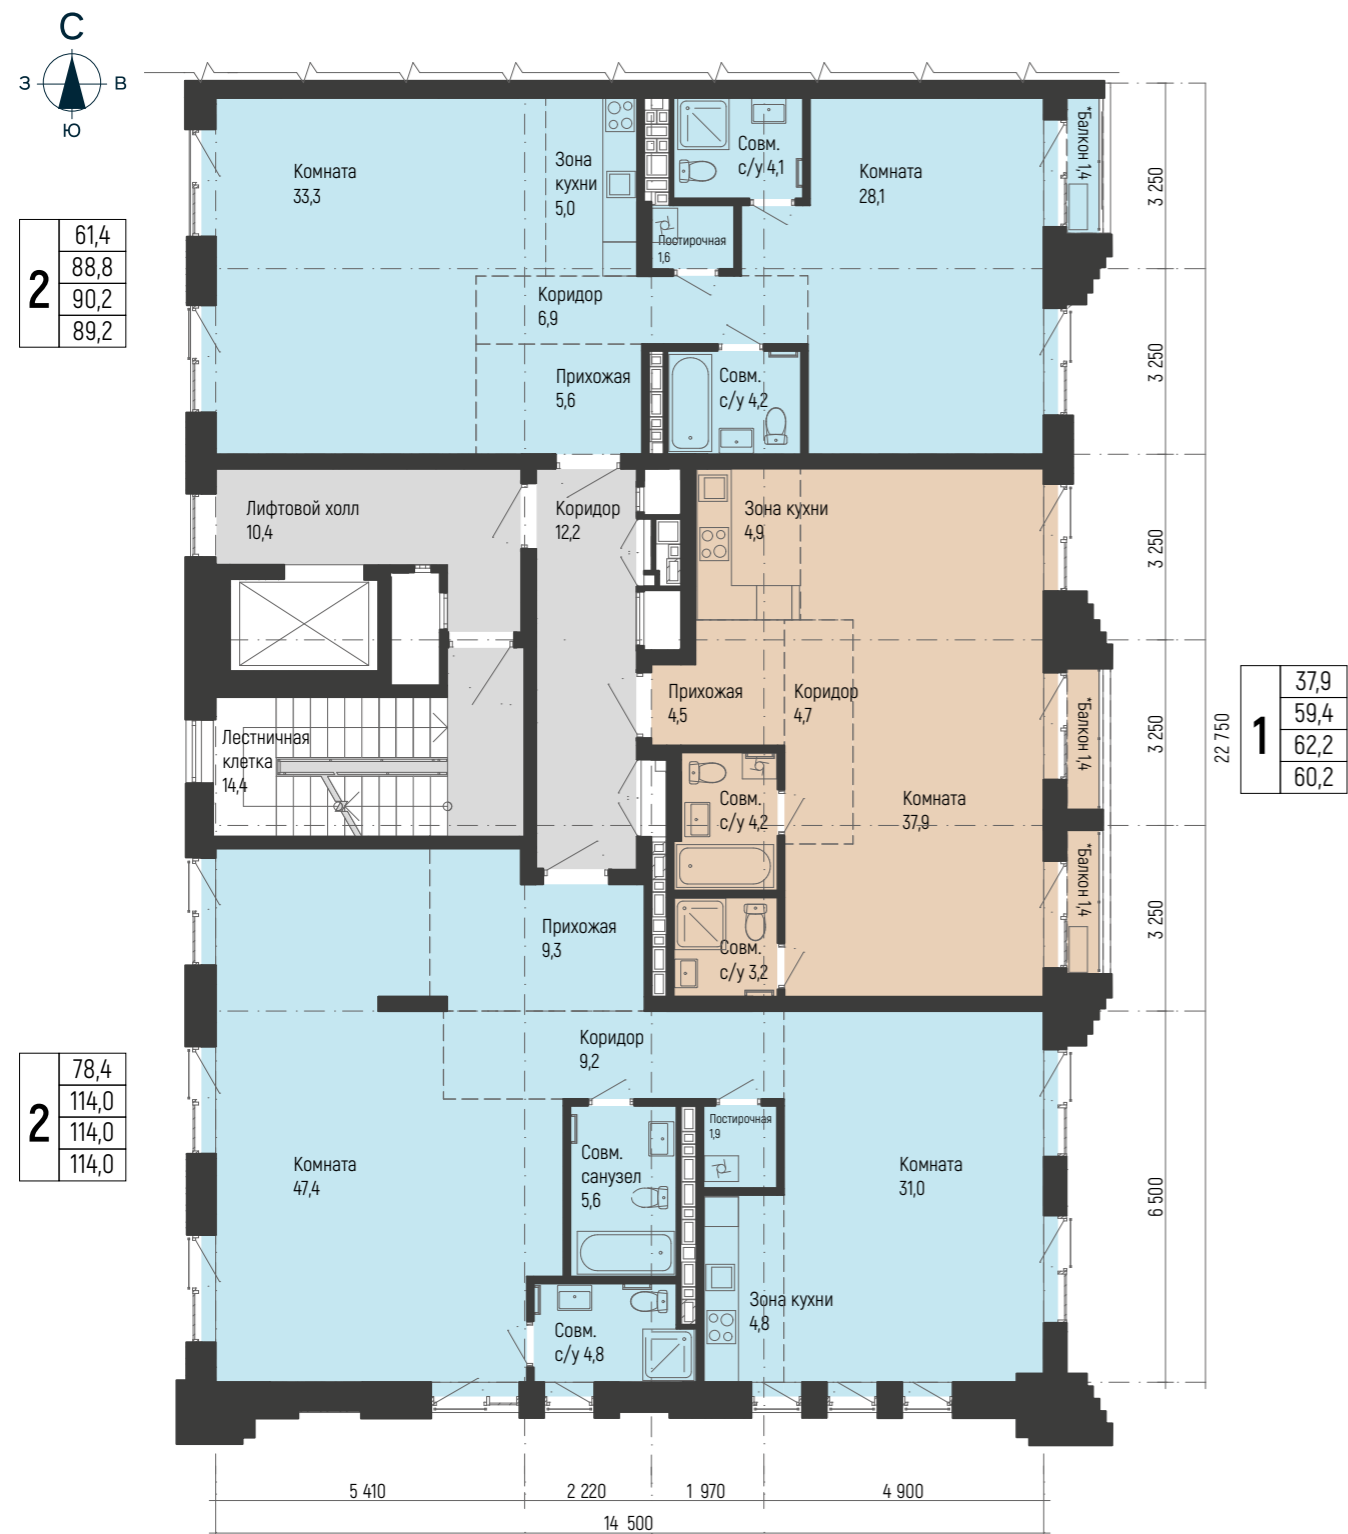 С
З
В
Ю
Комната
33,3
Зона
кухни
5,0
Совм.
с/у 4,1
Комната
28,1
*Балкон 1,4
3 250
2
61,4
88,8
90,2
89,2
Постирочная
1,6
Коридор
6,9
Прихожая
5,6
Совм.
с/у 4,2
3 250
Лифтовой холл
10,4
Коридор
12,2
Зона кухни
4,9
3 250
Прихожая
4,5
Коридор
4,7
*Балкон 1,4
3 250
22 750
1
37,9
59,4
62,2
60,2
Лестничная
клетка
14,4
Совм.
с/у 4,2
Комната
37,9
*Балкон 1,4
3 250
Прихожая
9,3
Совм.
с/у 3,2
Коридор
9,2
2
78,4
114,0
114,0
114,0
Постирочная
1,9
Комната
47,4
Совм.
санузел
5,6
Комната
31,0
6 500
Зона кухни
4,8
Совм.
с/у 4,8
5 410
2 220
1 970
4 900
14 500